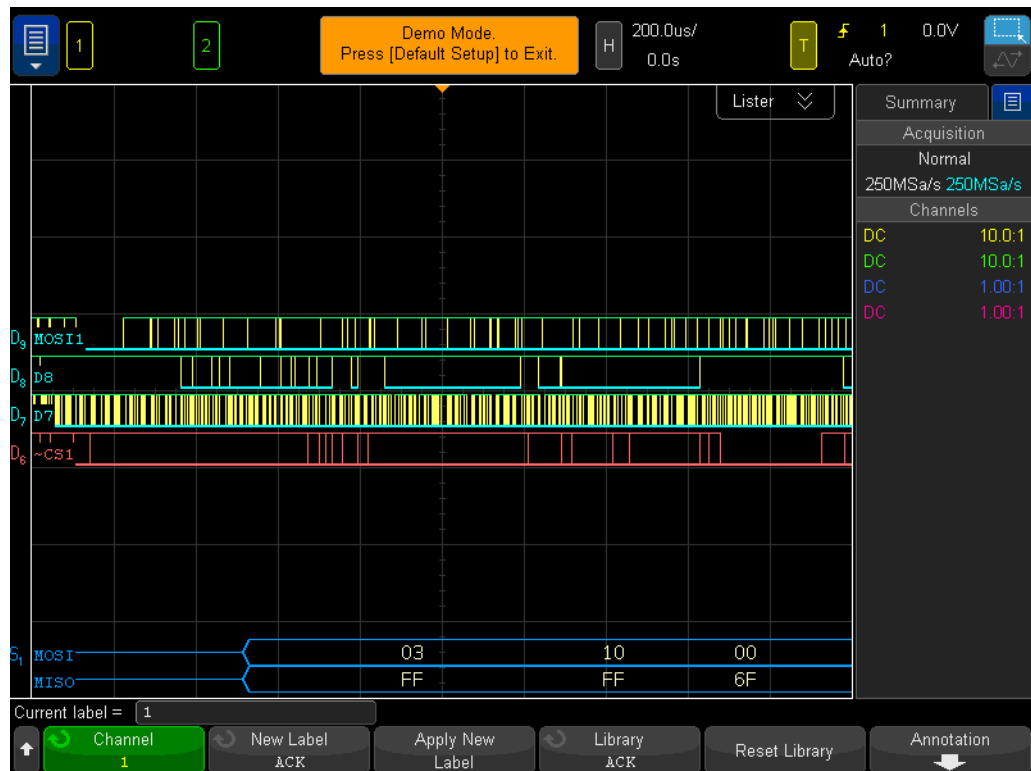 1
2
Demo Mode.
Press [Default Setup] to Exit.
H
200.0us/
0.0s
T
1
0.0V
Auto?
Lister
Summary
Acquisition
Normal
250MSa/s 250MSa/s
Channels
DC 10.0:1
DC 10.0:1
DC 1.00:1
DC 1.00:1
D9 MOSI1
D8 D8
D7 D7
D6 ~CS1
S1 MOSI 03 10 00
MISO FF FF 6F
Current label = 1
Channel
1
New Label
ACK
Apply New
Label
Library
ACK
Reset Library
Annotation